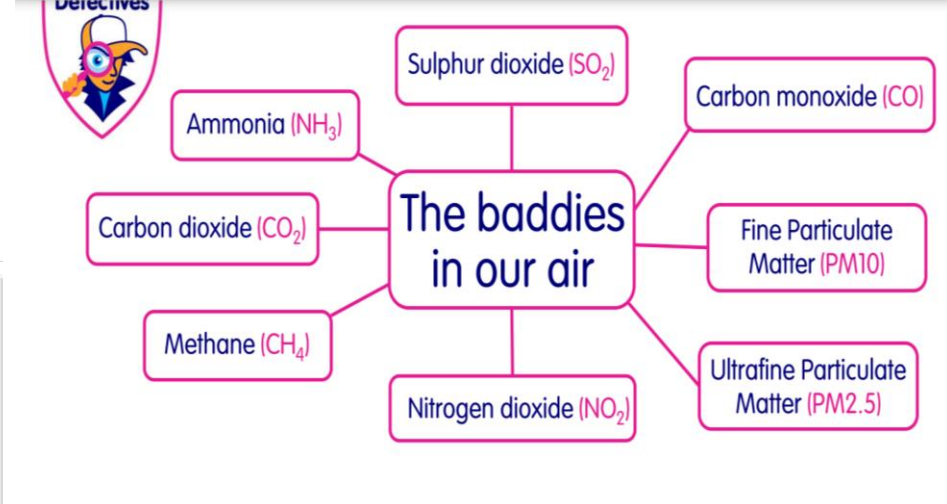 Detectives
Sulphur dioxide (SO₂)
Carbon monoxide (CO)
Ammonia (NH₃)
Carbon dioxide (CO₂)
The baddies
in our air
Fine Particulate
Matter (PM10)
Methane (CH₄)
Ultrafine Particulate
Matter (PM2.5)
Nitrogen dioxide (NO₂)